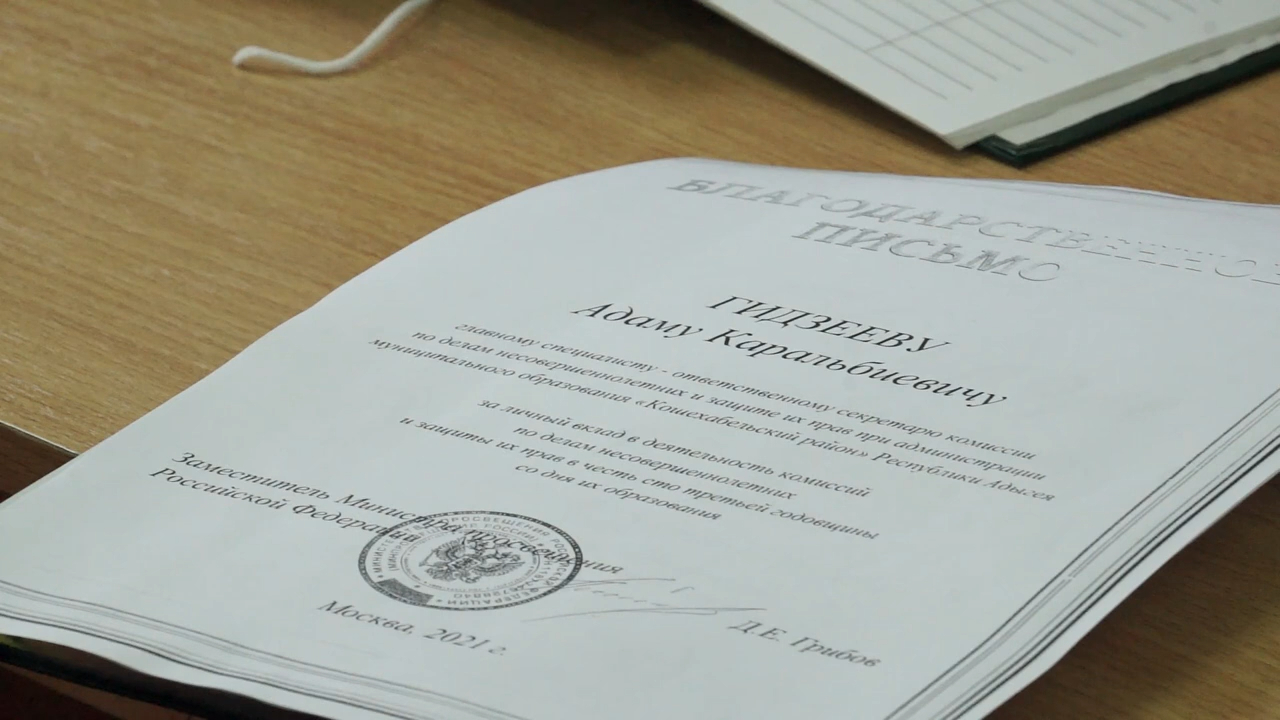 БЛАГОДАРСТВЕННОЕ
ПИСЬМО
ГИДЗЕЕВУ
Адаму Каральбиевичу
главному специалисту - ответственному секретарю комиссии
по делам несовершеннолетних и защите их прав при администрации
муниципального образования «Кошехабельский район» Республики Адыгея
за личный вклад в деятельность комиссий
по делам несовершеннолетних
и защиты их прав в честь сто третьей годовщины
со дня их образования
Заместитель Министра просвещения
Российской Федерации
Д.Е. Грибов
Москва, 2021 г.